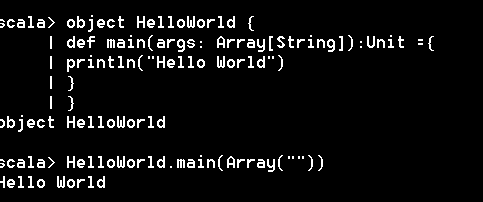 scala> object HelloWorld {
| def main(args: Array[String]):Unit ={
| println("Hello World")
| }
| }
object HelloWorld
scala> HelloWorld.main(Array(""))
Hello World